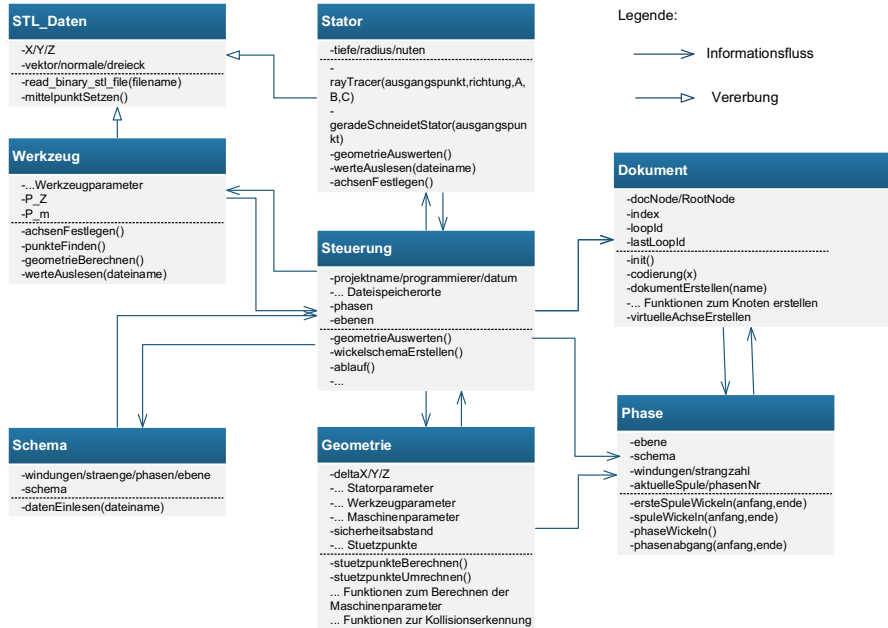 STL_Daten
-X/Y/Z
-vektor/normale/dreieck
-read_binary_stl_file(filename)
-mittelpunktSetzen()
Stator
-tiefe/radius/nuten
-
rayTracer(ausgangspunkt,richtung,A,
B,C)
-
geradeSchneidetStator(ausgangspun
kt)
-geometrieAuswerten()
-werteAuslesen(dateiname)
-achsenFestlegen()
Legende:
Informationsfluss
Vererbung
Werkzeug
-...Werkzeugparameter
-P_Z
-P_m
-achsenFestlegen()
-punkteFinden()
-geometrieBerechnen()
-werteAuslesen(dateiname)
Steuerung
-projektname/programmierer/datum
-... Dateispeicherorte
-phasen
-ebenen
-geometrieAuswerten()
-wickelschemaErstellen()
-ablauf()
-...
Dokument
-docNode/RootNode
-index
-loopId
-lastLoopId
-init()
-codierung(x)
-dokumentErstellen(name)
-... Funktionen zum Knoten erstellen
-virtuelleAchseErstellen
Schema
-windungen/straenge/phasen/ebene
-schema
-datenEinlesen(dateiname)
Geometrie
-deltaX/Y/Z
-... Statorparameter
-... Werkzeugparameter
-... Maschinenparameter
-sicherheitsabstand
-... Stuetzpunkte
-stuetzpunkteBerechnen()
-stuetzpunkteUmrechnen()
... Funktionen zum Berechnen der
Maschinenparameter
... Funktionen zur Kollisionserkennung
Phase
-ebene
-schema
-windungen/strangzahl
-aktuelleSpule/phasenNr
-ersteSpuleWickeln(anfang,ende)
-spuleWickeln(anfang,ende)
-phaseWickeln()
-phasenabgang(anfang,ende)